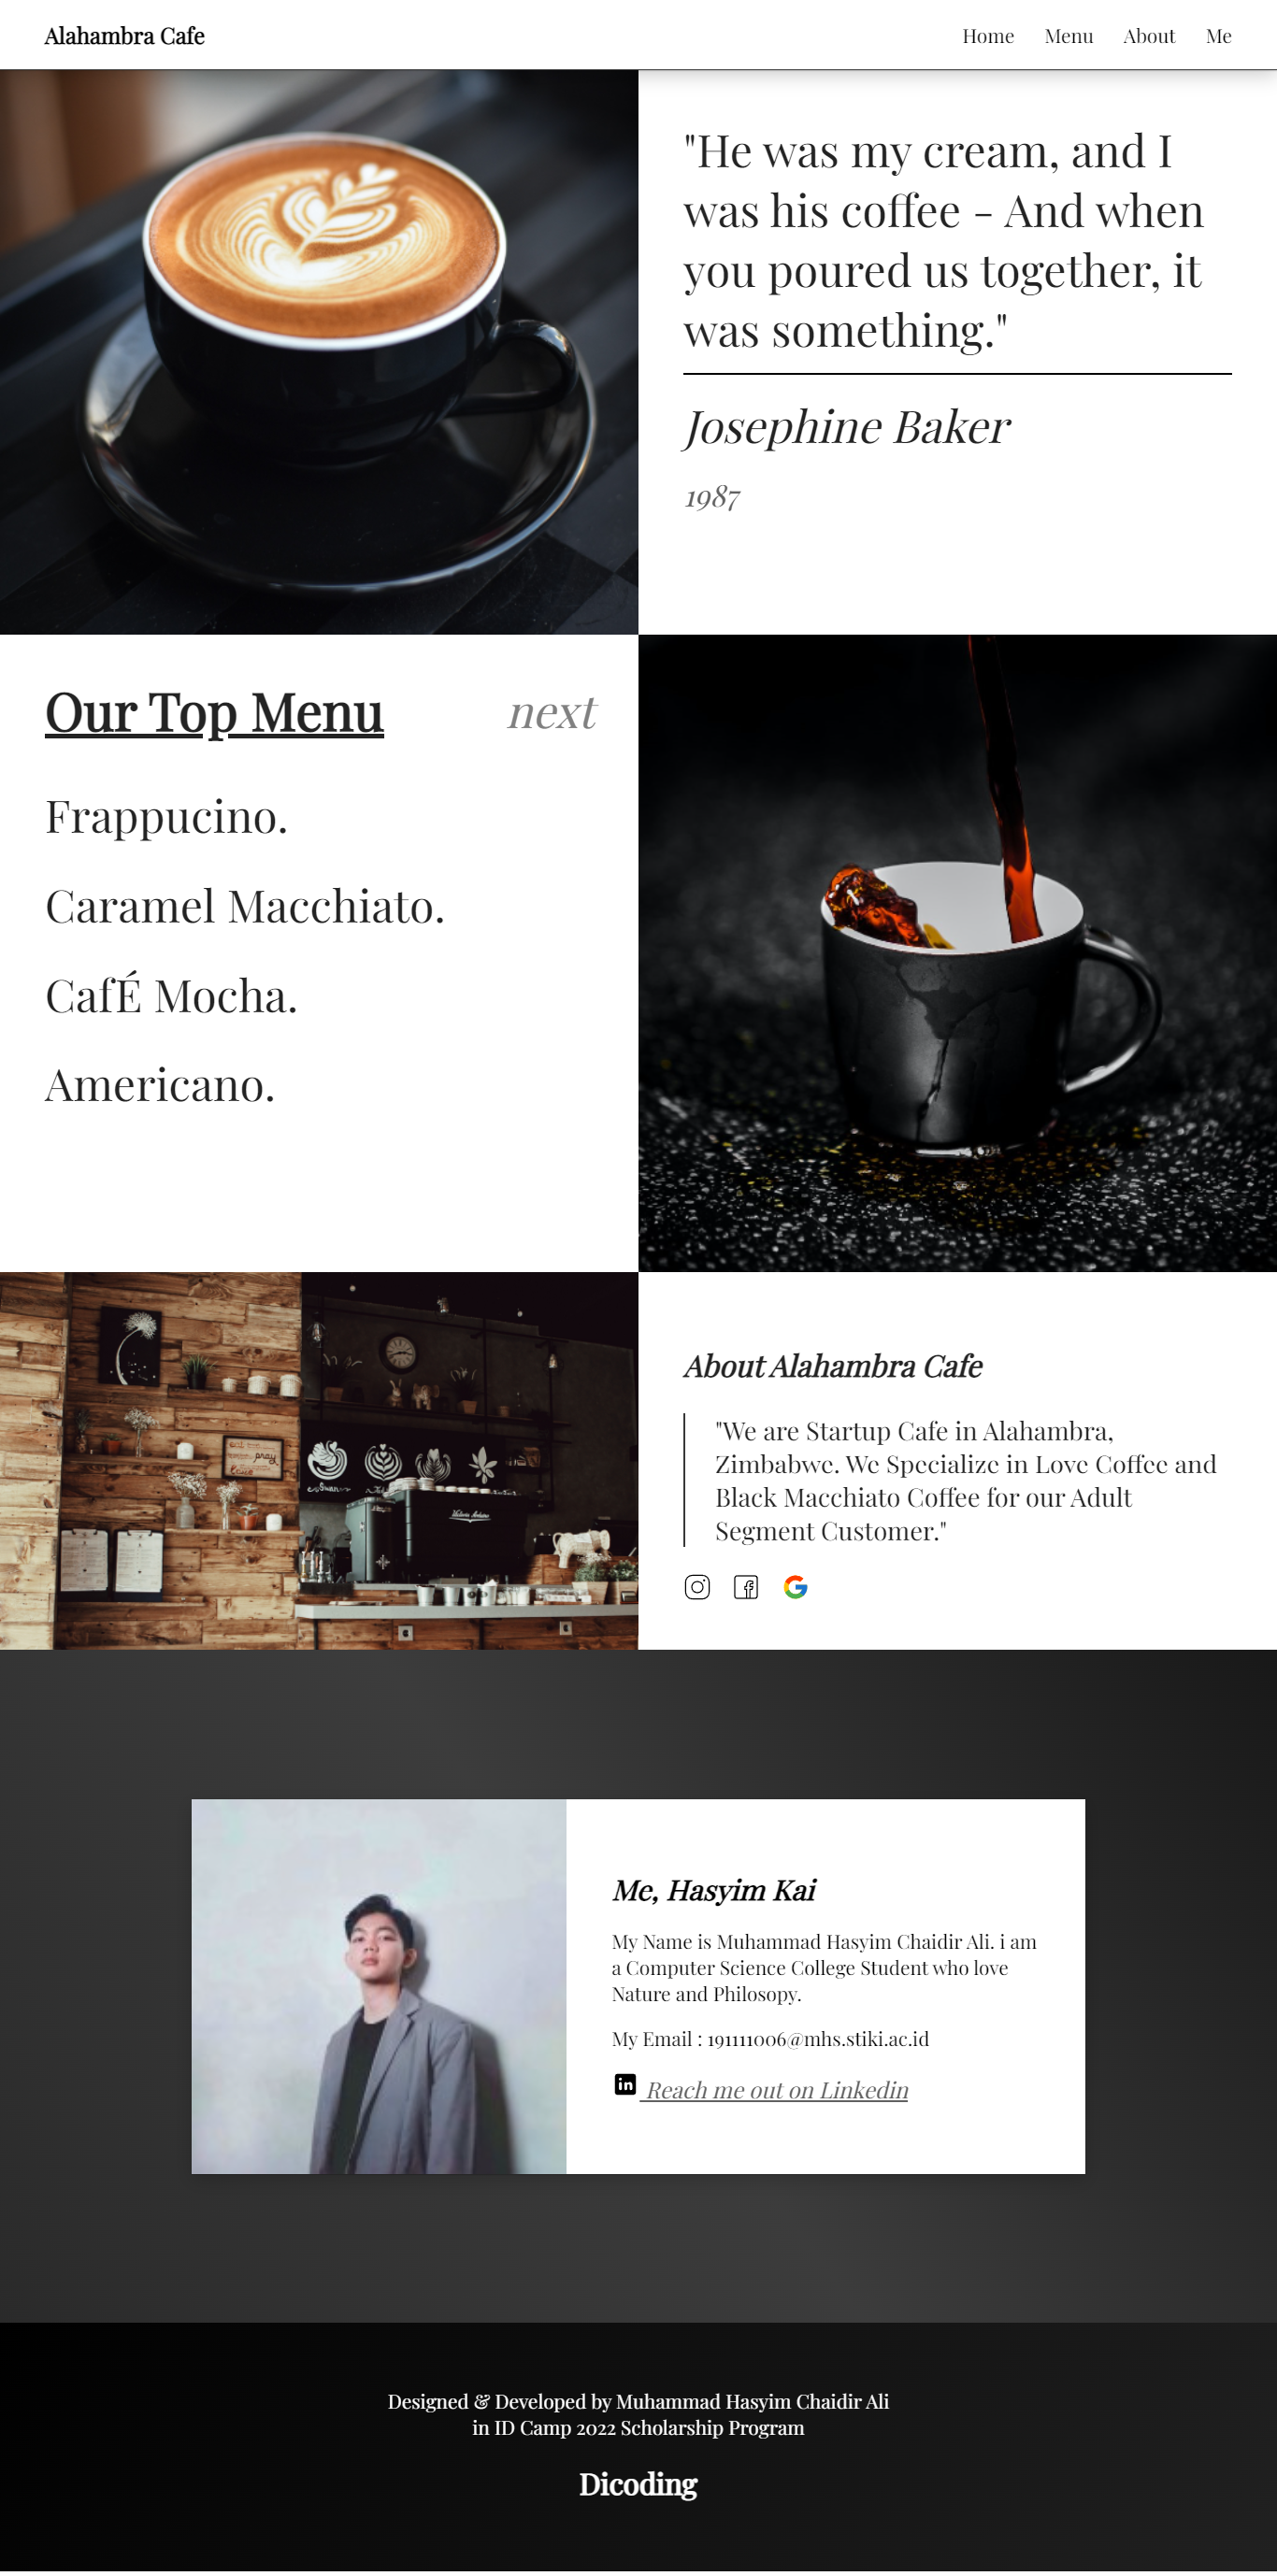 Alahambra Cafe
Home Menu About Me
"He was my cream, and I
was his coffee - And when
you poured us together, it
was something."
Josephine Baker
1987
Our Top Menu
next
Frappucino.
Caramel Macchiato.
CafÉ Mocha.
Americano.
pray
About Alahambra Cafe
"We are Startup Cafe in Alahambra,
Zimbabwe. We Specialize in Love Coffee and
Black Macchiato Coffee for our Adult
Segment Customer."
Me, Hasyim Kai
My Name is Muhammad Hasyim Chaidir Ali. i am
a Computer Science College Student who love
Nature and Philosopy.
My Email : 191111006@mhs.stiki.ac.id
in Reach me out on Linkedin
Designed & Developed by Muhammad Hasyim Chaidir Ali
in ID Camp 2022 Scholarship Program
Dicoding